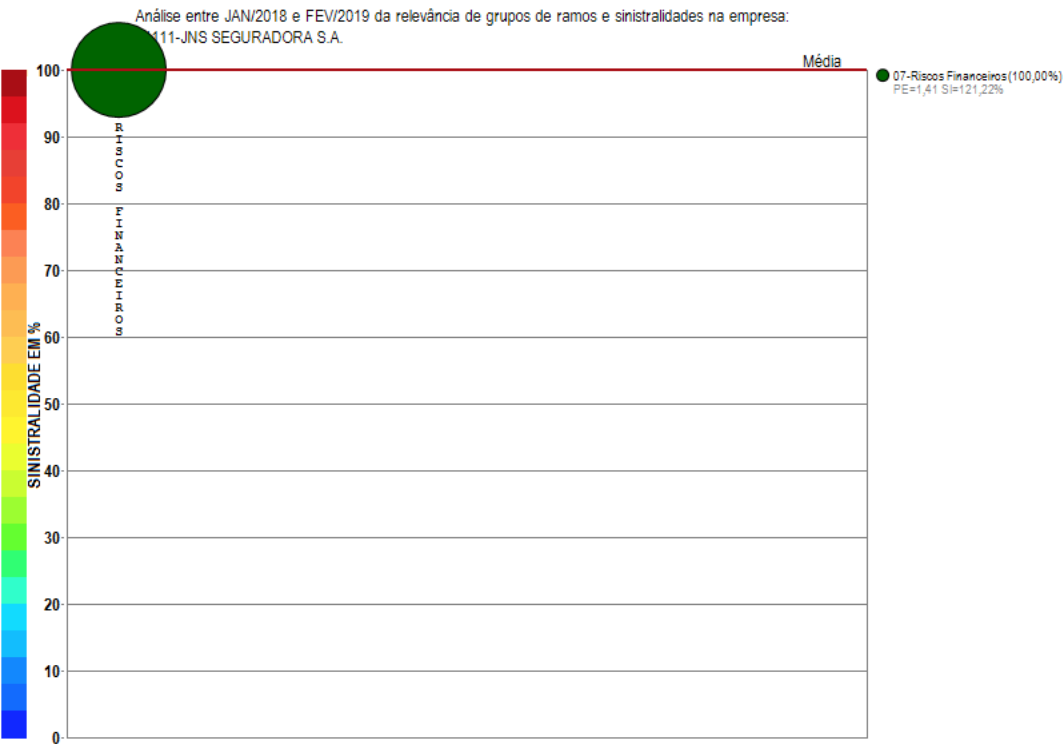 Análise entre JAN/2018 e FEV/2019 da relevância de grupos de ramos e sinistralidades na empresa:
111-JNS SEGURADORA S.A.
Média
07-Riscos Financeiros(100,00%)
PE=1,41 SI=121,22%
100
90
80
70
60
50
40
30
20
10
0
SINISTRALIDADE EM %
RISCOS FINANCEIROS